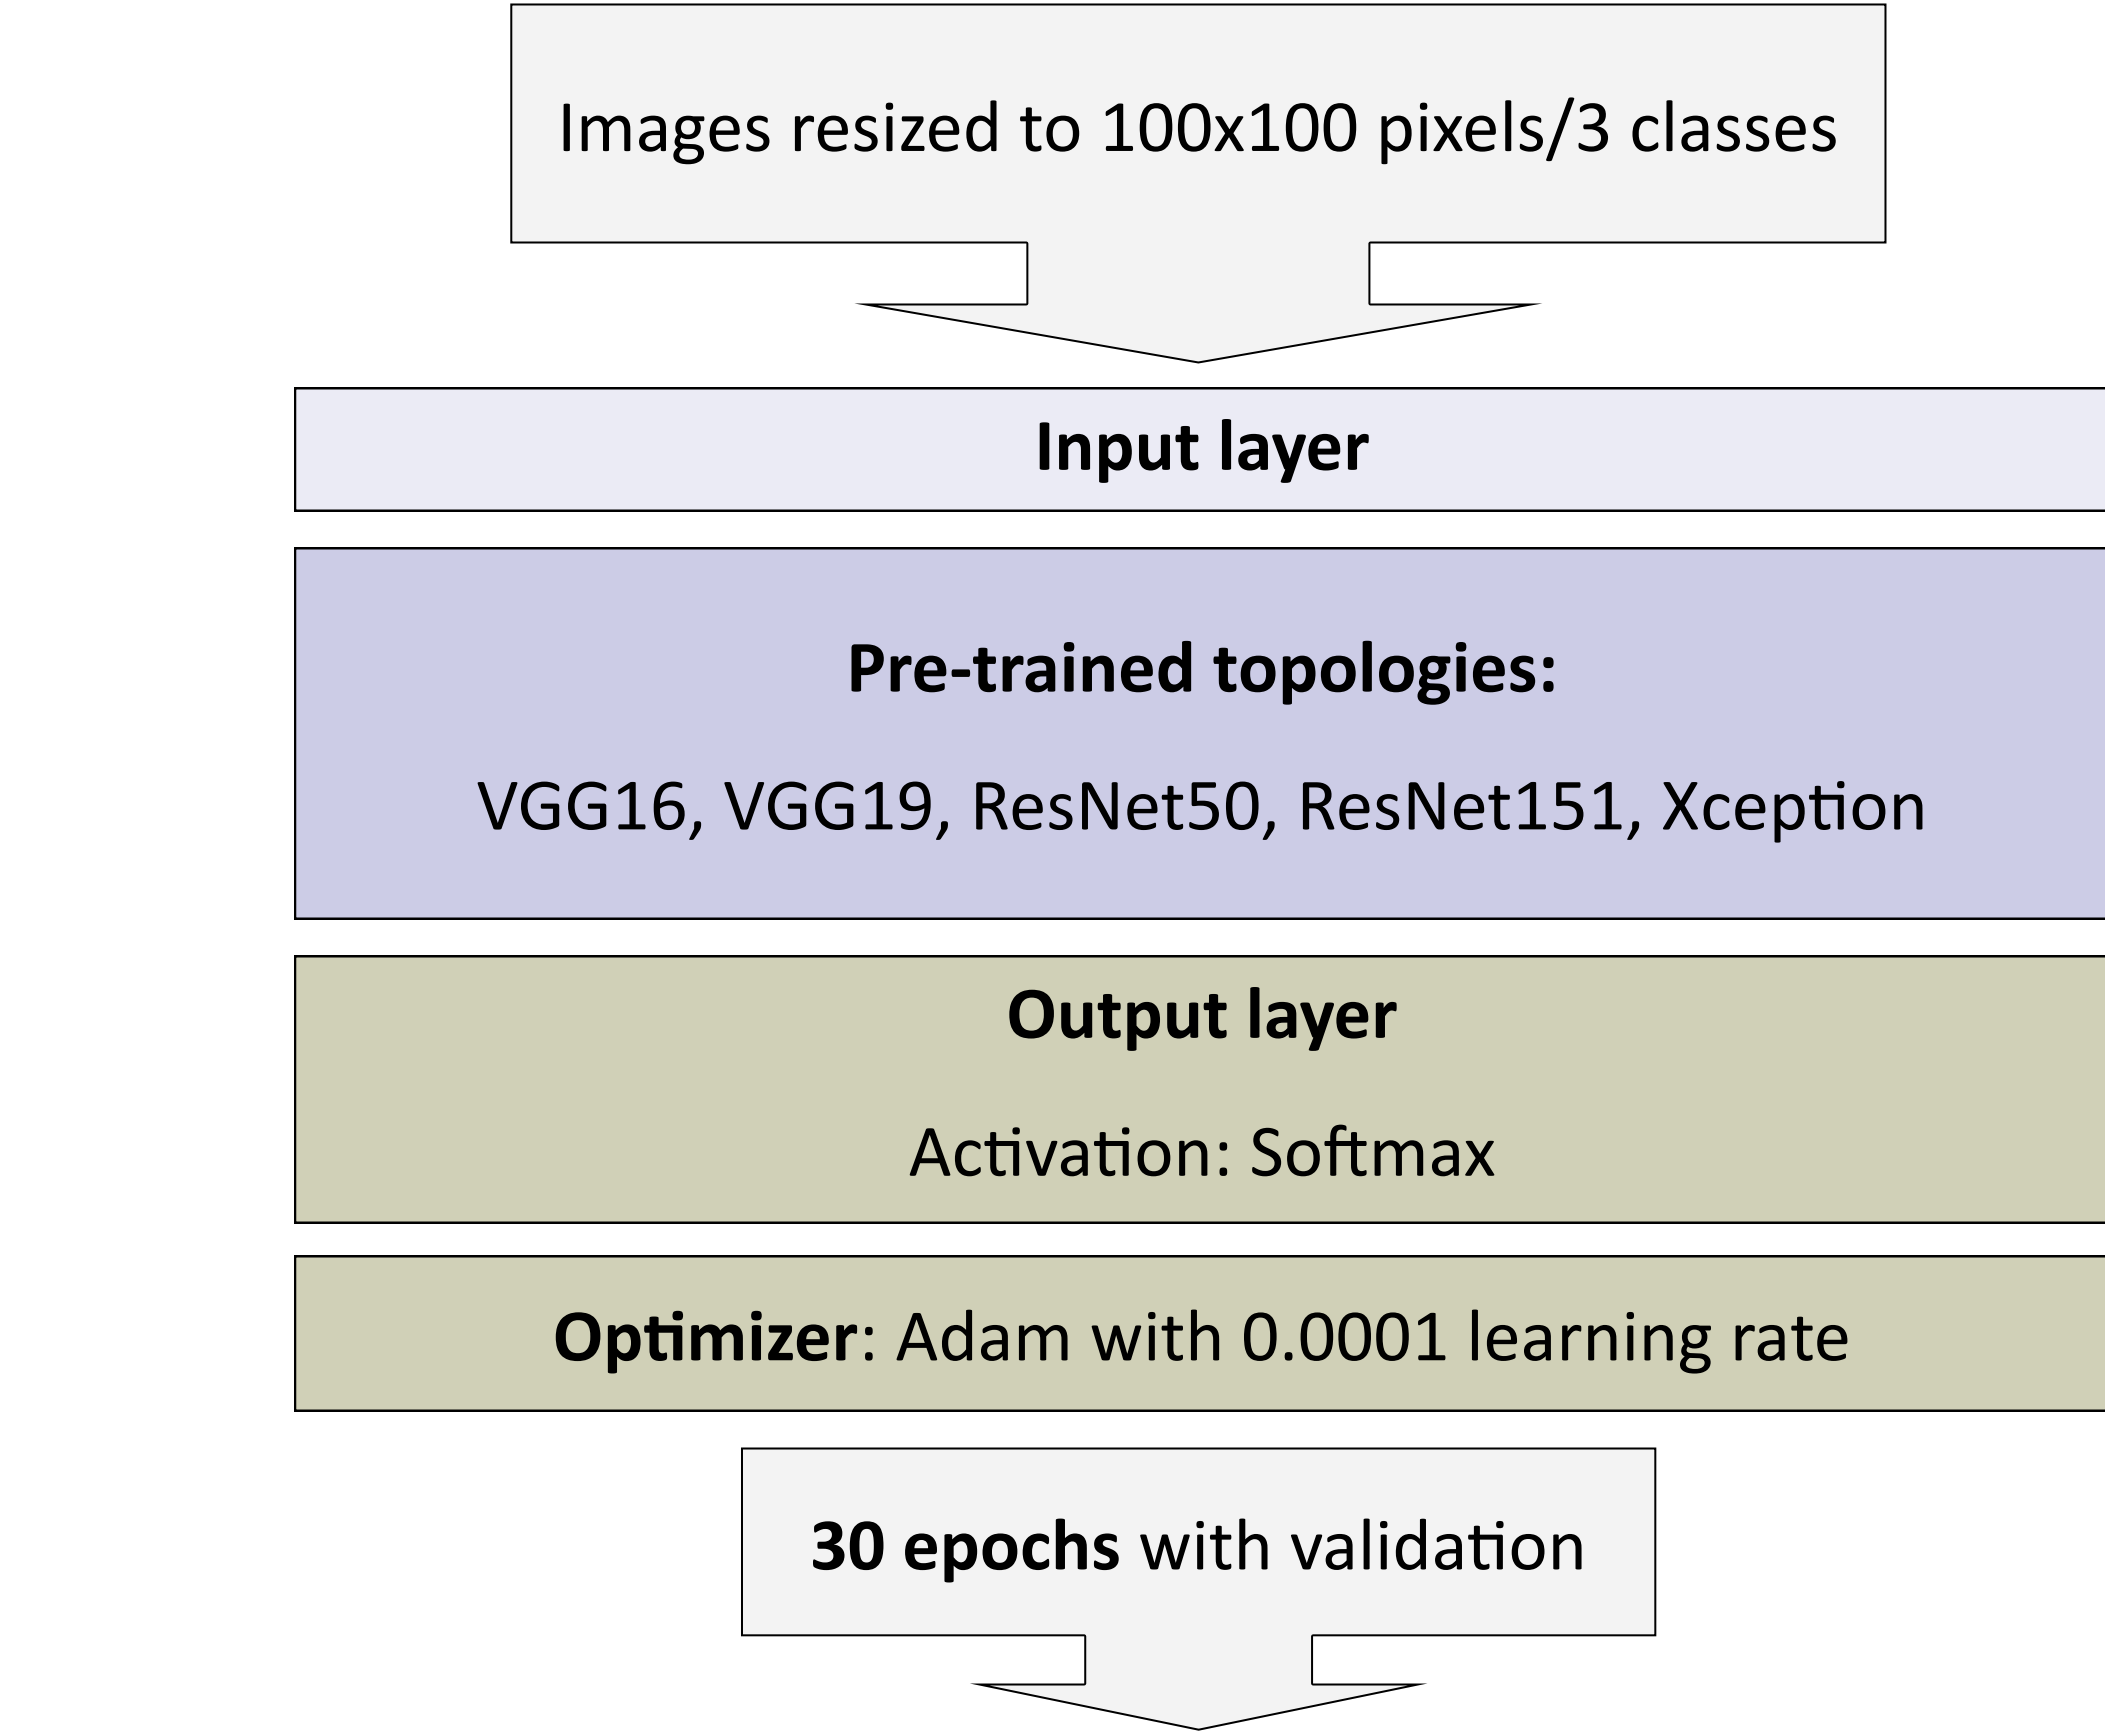 Images resized to 100x100 pixels/3 classes
Input layer
Pre-trained topologies:
VGG16, VGG19, ResNet50, ResNet151, Xception
Output layer
Activation: Softmax
Optimizer: Adam with 0.0001 learning rate
30 epochs with validation